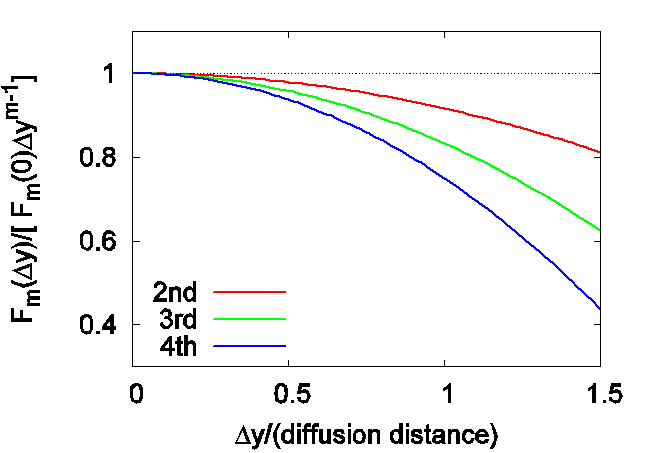 F_m(Δy)/[ F_m(0)Δy^{m-1}]
1
0.8
0.6
0.4
2nd
3rd
4th
0 0.5 1 1.5
Δy/(diffusion distance)